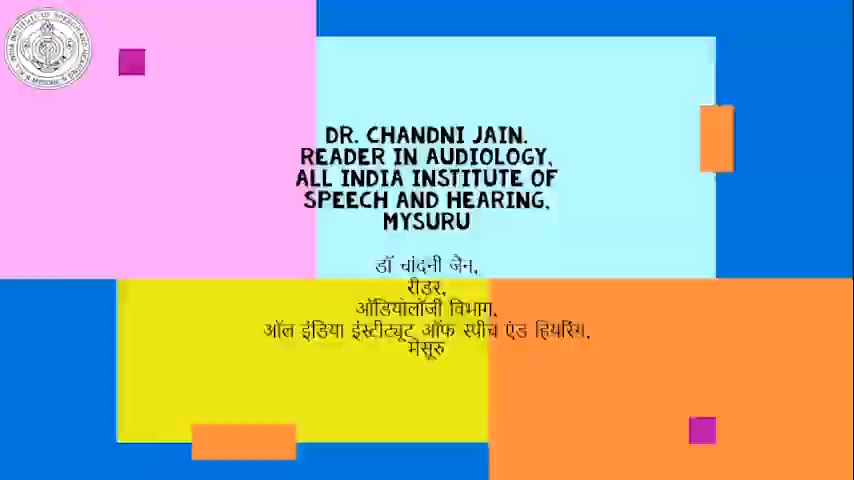 DR. CHANDNI JAIN.
READER IN AUDIOLOGY,
ALL INDIA INSTITUTE OF
SPEECH AND HEARING,
MYSURU
डॉ चांदनी जैन,
रीडर,
ऑडियोलॉजी विभाग,
ऑल इंडिया इंस्टीट्यूट ऑफ स्पीच एंड हियरिंग,
मैसूरु